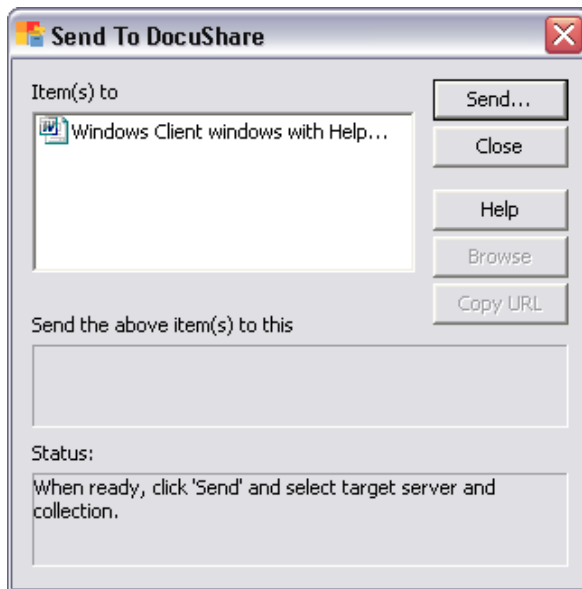 Send To DocuShare
Item(s) to
Windows Client windows with Help...
Send...
Close
Help
Browse
Copy URL
Send the above item(s) to this
Status:
When ready, click 'Send' and select target server and
collection.